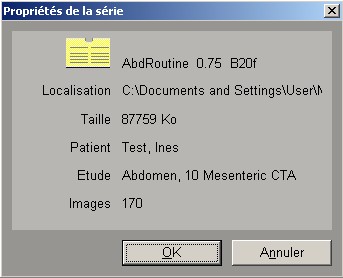 Propriétés de la série
AbdRoutine 0.75 B20f
Localisation C:\Documents and Settings\User\M
Taille 87759 Ko
Patient Test, Ines
Etude Abdomen, 10 Mesenteric CTA
Images 170
OK Annuler